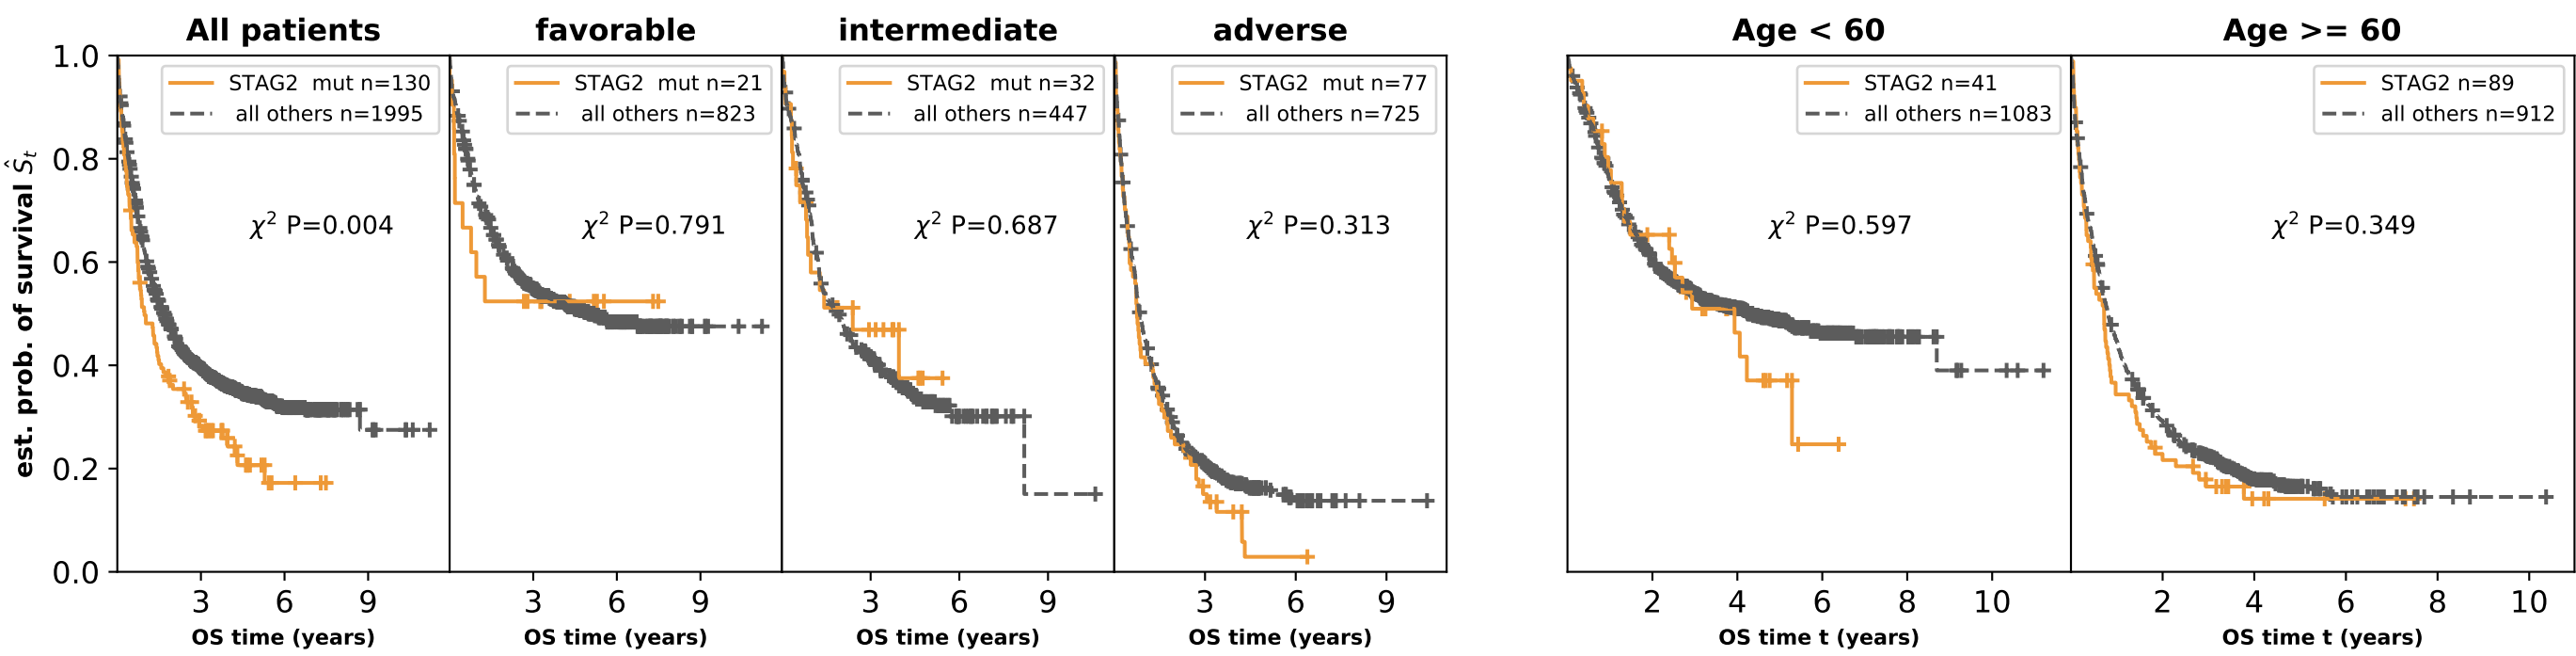 All patients
favorable
intermediate
adverse
Age < 60
Age >= 60
est. prob. of survival Ŝt
1.0
0.8
0.6
0.4
0.2
0.0
STAG2  mut n=130
all others n=1995
χ² P=0.004
3 6 9
OS time (years)
STAG2  mut n=21
all others n=823
χ² P=0.791
3 6 9
OS time (years)
STAG2  mut n=32
all others n=447
χ² P=0.687
3 6 9
OS time (years)
STAG2  mut n=77
all others n=725
χ² P=0.313
3 6 9
OS time (years)
STAG2 n=41
all others n=1083
χ² P=0.597
2 4 6 8 10
OS time t (years)
STAG2 n=89
all others n=912
χ² P=0.349
2 4 6 8 10
OS time t (years)